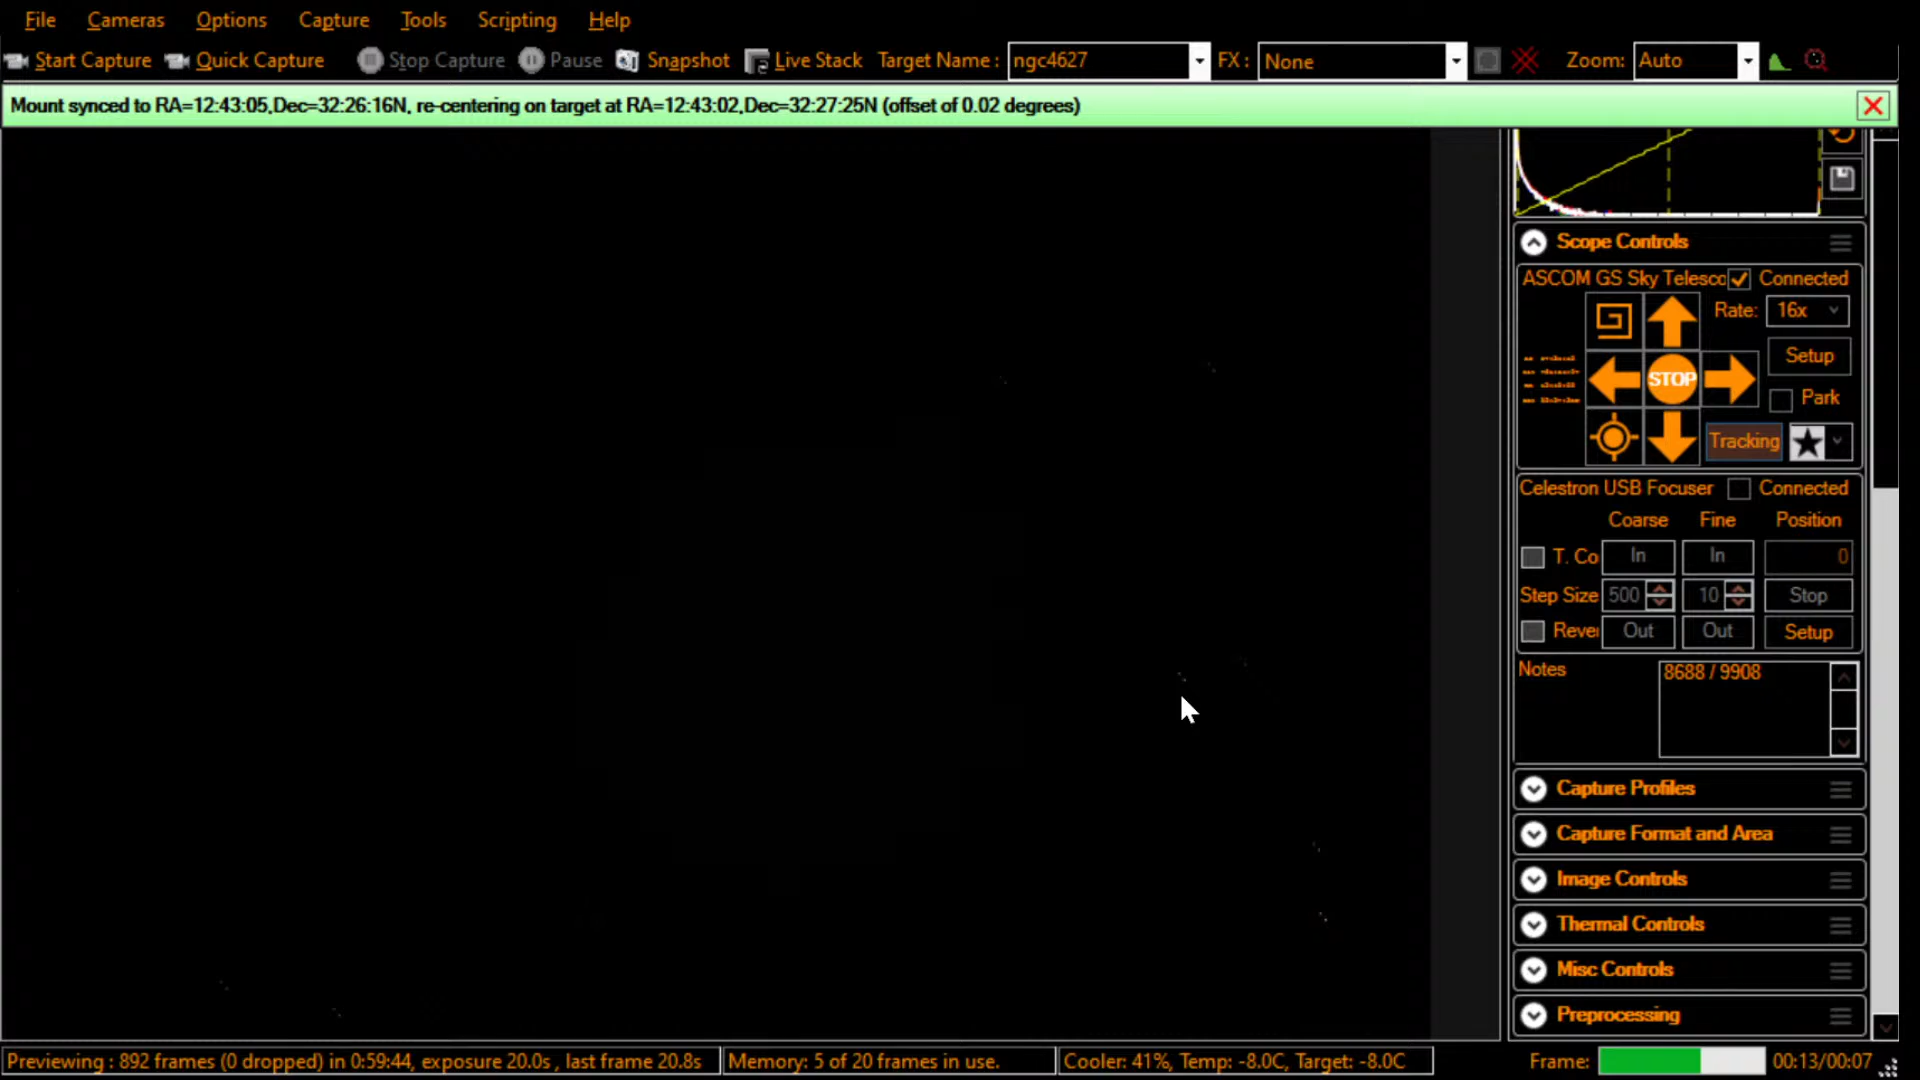 File Cameras Options Capture Tools Scripting Help
Start Capture Quick Capture Stop Capture Pause Snapshot Live Stack Target Name : ngc4627 FX : None Zoom: Auto
Mount synced to RA=12:43:05,Dec=32:26:16N, re-centering on target at RA=12:43:02,Dec=32:27:25N (offset of 0.02 degrees)
Scope Controls
ASCOM GS Sky Telesco Connected
Rate: 16x
Setup
STOP
Park
Tracking
Celestron USB Focuser Connected
Coarse Fine Position
T. Co In In 0
Step Size 500 10 Stop
Rever Out Out Setup
Notes 8688 / 9908
Capture Profiles
Capture Format and Area
Image Controls
Thermal Controls
Misc Controls
Preprocessing
Previewing : 892 frames (0 dropped) in 0:59:44, exposure 20.0s , last frame 20.8s Memory: 5 of 20 frames in use. Cooler: 41%, Temp: -8.0C, Target: -8.0C Frame: 00:13/00:07